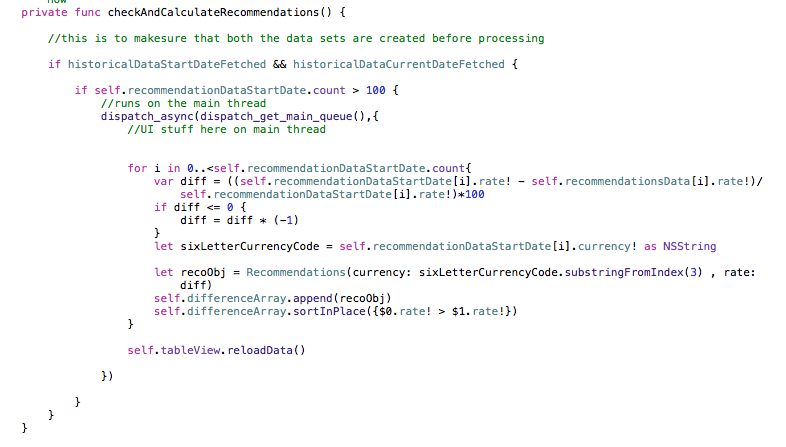 now
private func checkAndCalculateRecommendations() {
//this is to makesure that both the data sets are created before processing
if historicalDataStartDateFetched && historicalDataCurrentDateFetched {
if self.recommendationDataStartDate.count > 100 {
//runs on the main thread
dispatch_async(dispatch_get_main_queue(),{
//UI stuff here on main thread
for i in 0..<self.recommendationDataStartDate.count{
var diff = ((self.recommendationDataStartDate[i].rate! - self.recommendationsData[i].rate!)/
self.recommendationDataStartDate[i].rate!)*100
if diff <= 0 {
diff = diff * (-1)
}
let sixLetterCurrencyCode = self.recommendationDataStartDate[i].currency! as NSString
let recoObj = Recommendations(currency: sixLetterCurrencyCode.substringFromIndex(3) , rate:
diff)
self.differenceArray.append(recoObj)
self.differenceArray.sortInPlace({$0.rate! > $1.rate!})
}
self.tableView.reloadData()
})
}
}
}